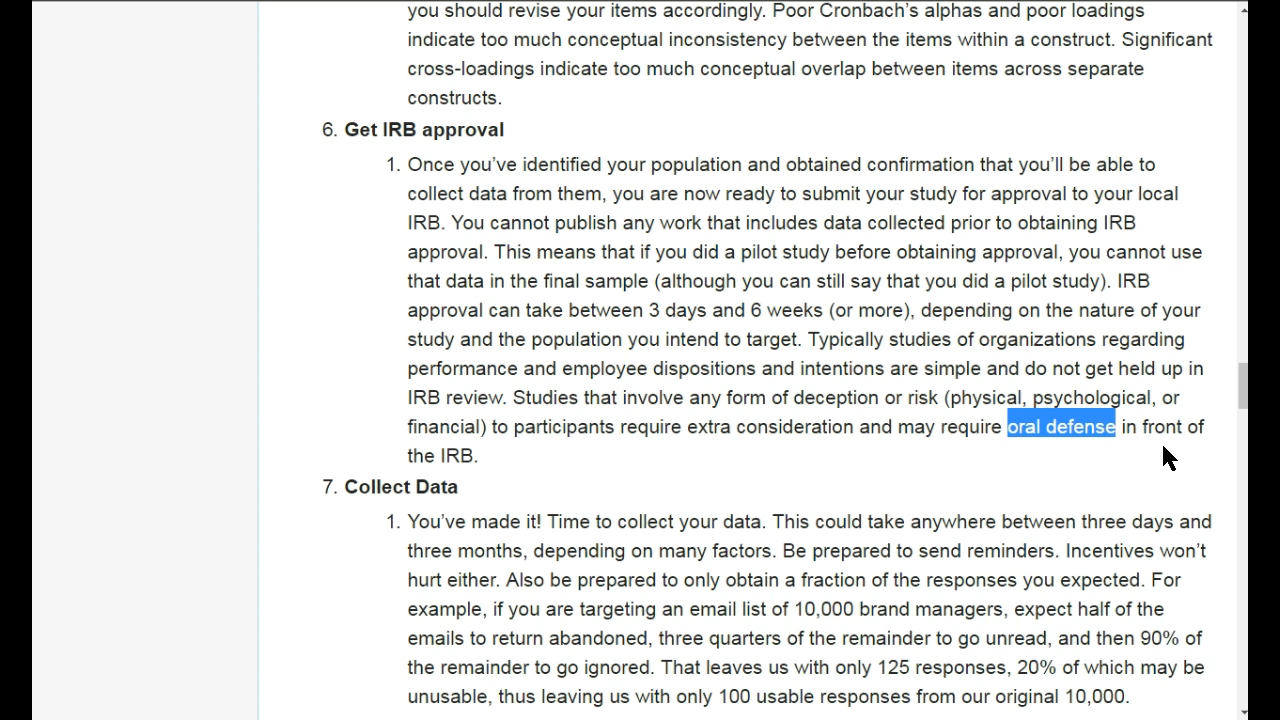 you should revise your items accordingly. Poor Cronbach's alphas and poor loadings
indicate too much conceptual inconsistency between the items within a construct. Significant
cross-loadings indicate too much conceptual overlap between items across separate
constructs.
6. Get IRB approval
1. Once you've identified your population and obtained confirmation that you'll be able to
collect data from them, you are now ready to submit your study for approval to your local
IRB. You cannot publish any work that includes data collected prior to obtaining IRB
approval. This means that if you did a pilot study before obtaining approval, you cannot use
that data in the final sample (although you can still say that you did a pilot study). IRB
approval can take between 3 days and 6 weeks (or more), depending on the nature of your
study and the population you intend to target. Typically studies of organizations regarding
performance and employee dispositions and intentions are simple and do not get held up in
IRB review. Studies that involve any form of deception or risk (physical, psychological, or
financial) to participants require extra consideration and may require oral defense in front of
the IRB.
7. Collect Data
1. You've made it! Time to collect your data. This could take anywhere between three days and
three months, depending on many factors. Be prepared to send reminders. Incentives won't
hurt either. Also be prepared to only obtain a fraction of the responses you expected. For
example, if you are targeting an email list of 10,000 brand managers, expect half of the
emails to return abandoned, three quarters of the remainder to go unread, and then 90% of
the remainder to go ignored. That leaves us with only 125 responses, 20% of which may be
unusable, thus leaving us with only 100 usable responses from our original 10,000.